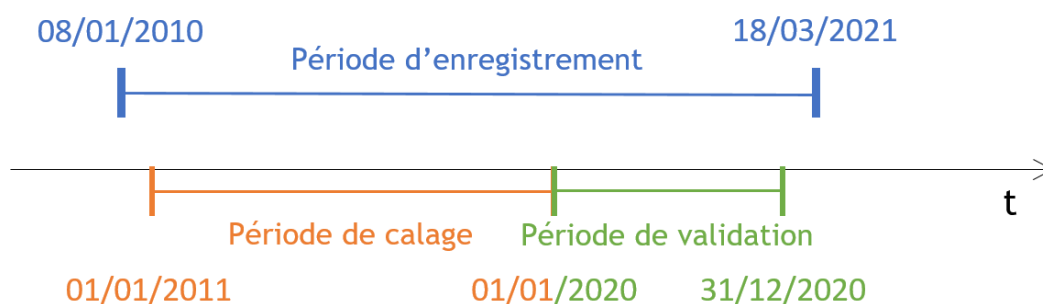 08/01/2010
18/03/2021
Période d’enregistrement
t
Période de calage
Période de validation
01/01/2011
01/01/2020
31/12/2020